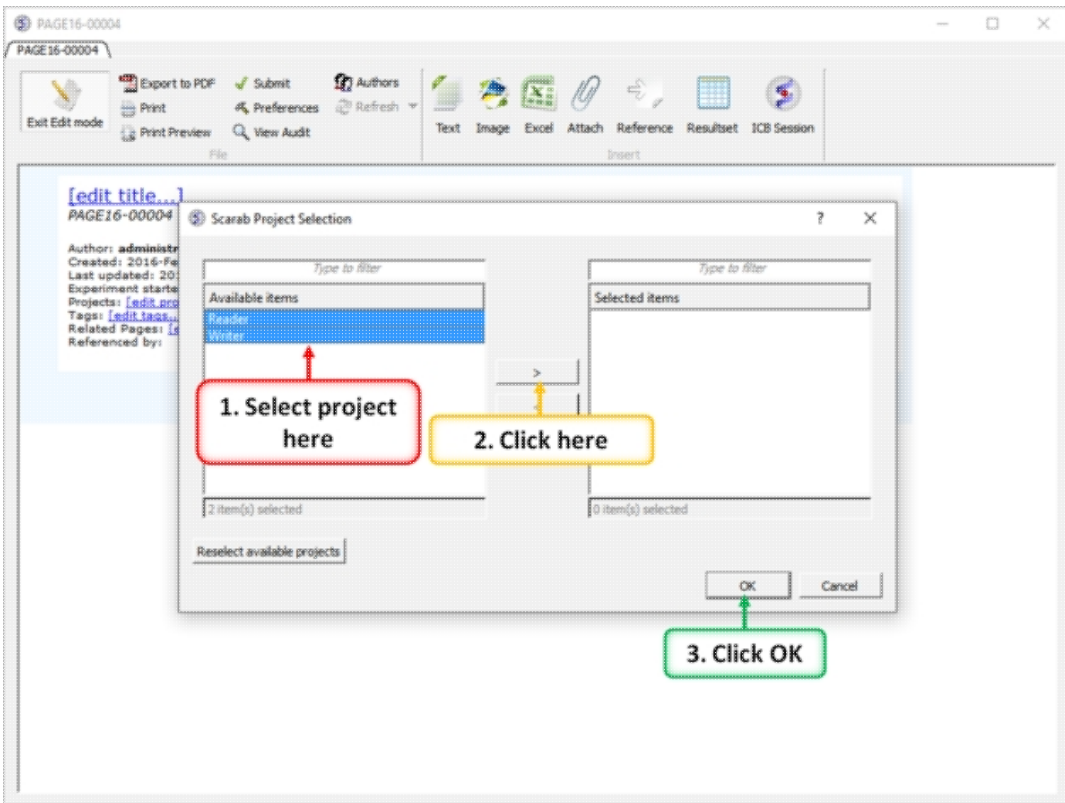 PAGE16-00004
PAGE16-00004
Exit Edit mode
Export to PDF
Print
Print Preview
Submit
Preferences
View Audit
Authors
Refresh
File
Text
Image
Excel
Attach
Reference
Resultset
ICB Session
Insert
[edit title...]
PAGE16-00004
Author: administr
Created: 2016-Fe
Last updated: 20
Experiment starte
Projects: [edit pro
Tags: [edit tags..
Related Pages: [e
Referenced by:
Scarab Project Selection
?
Type to filter
Available items
Reader
Writer
2 item(s) selected
>
Type to filter
Selected items
0 item(s) selected
1. Select project
here
2. Click here
Reselect available projects
OK
Cancel
3. Click OK